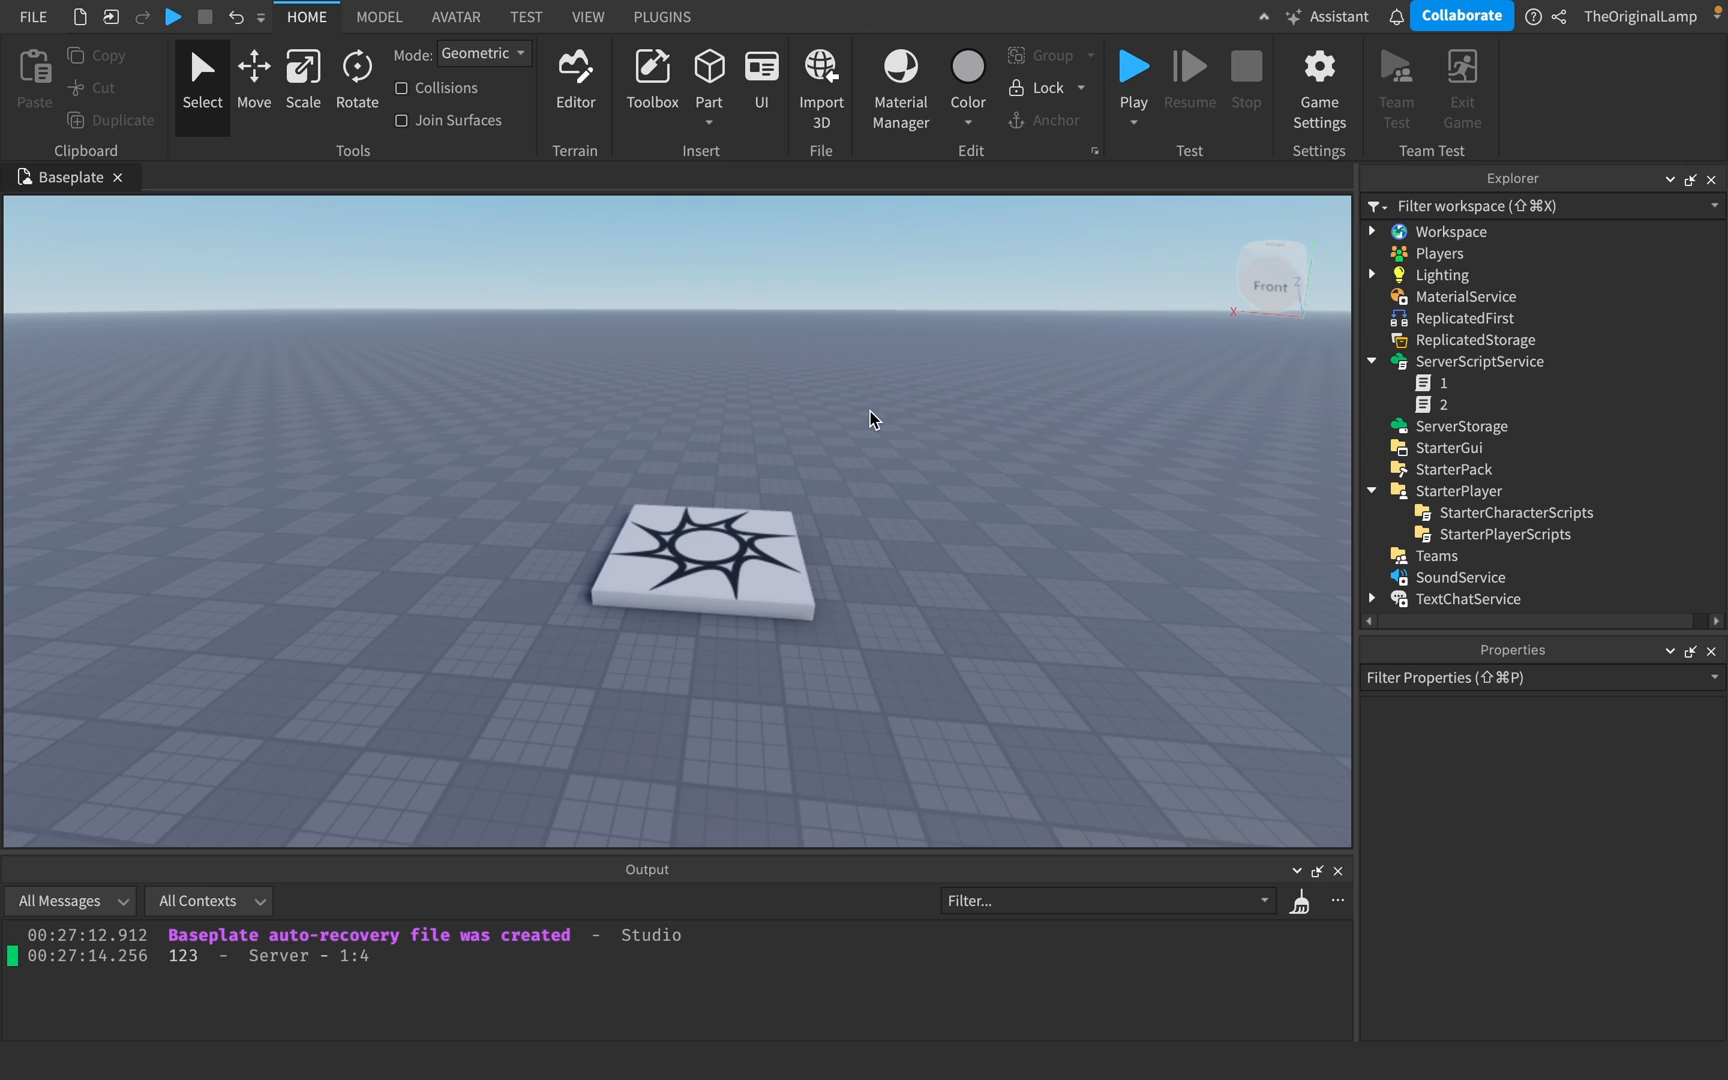 FILE HOME MODEL AVATAR TEST VIEW PLUGINS Assistant Collaborate TheOriginalLamp
Paste Copy Cut Duplicate
Clipboard
Select Move Scale Rotate
Mode: Geometric
Collisions
Join Surfaces
Tools
Editor
Terrain
Toolbox Part UI
Insert
Import 3D
File
Material Manager Color
Group
Lock
Anchor
Edit
Play Resume Stop
Test
Game Settings
Settings
Team Test Exit Game
Team Test
Baseplate
Front
X
Z
Explorer
Filter workspace (⇧⌘X)
Workspace
Players
Lighting
MaterialService
ReplicatedFirst
ReplicatedStorage
ServerScriptService
1
2
ServerStorage
StarterGui
StarterPack
StarterPlayer
StarterCharacterScripts
StarterPlayerScripts
Teams
SoundService
TextChatService
Properties
Filter Properties (⇧⌘P)
Output
All Messages All Contexts Filter... ...
00:27:12.912 Baseplate auto-recovery file was created - Studio
00:27:14.256 123 - Server - 1:4